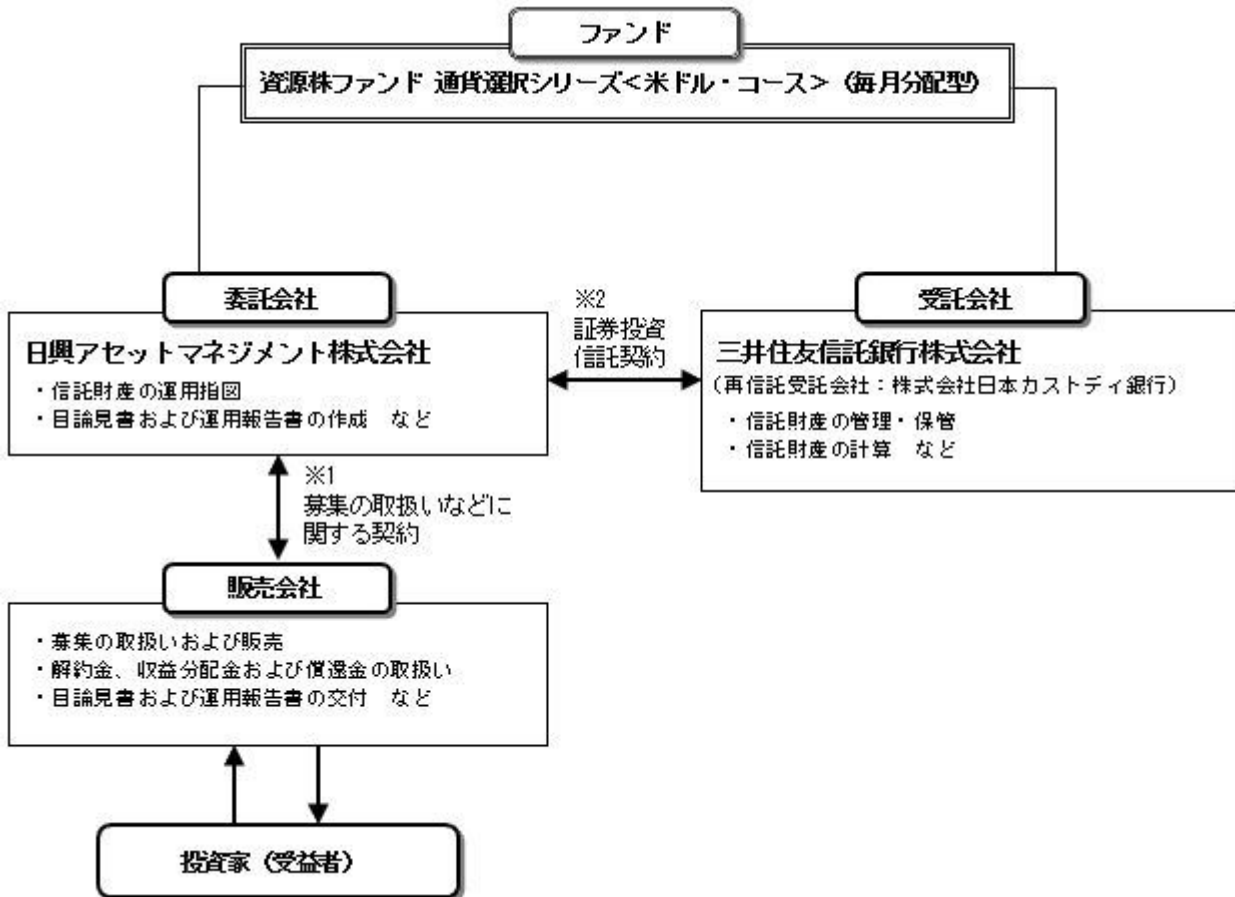 ファンド
資源株ファンド 通貨選択シリーズ<米ドル・コース> (毎月分配型)
委託会社
日興アセットマネジメント株式会社
・信託財産の運用指図
・目論見書および運用報告書の作成 など
※2
証券投資
信託契約
受託会社
三井住友信託銀行株式会社
(再信託受託会社:株式会社日本カストディ銀行)
・信託財産の管理・保管
・信託財産の計算 など
※1
募集の取扱いなどに
関する契約
販売会社
・募集の取扱いおよび販売
・解約金、収益分配金および償還金の取扱い
・目論見書および運用報告書の交付 など
投資家 (受益者)